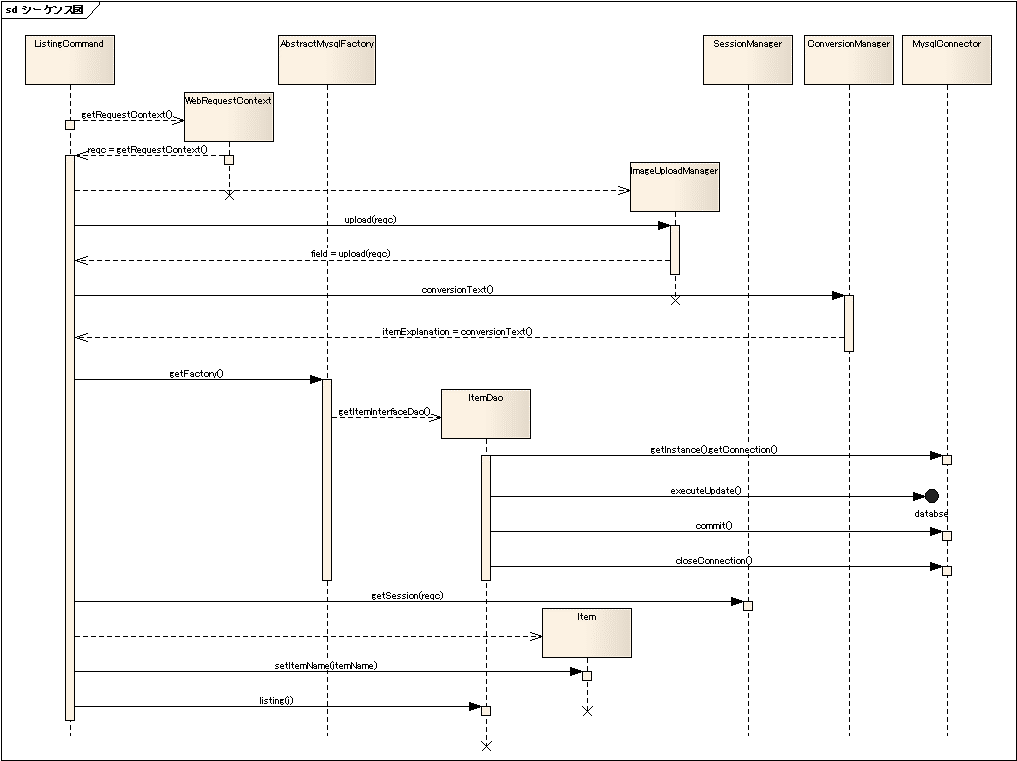 sd シーケンス図
ListingCommand
AbstractMysqlFactory
SessionManager
ConversionManager
MysqlConnector
WebRequestContext
getRequestContext()
reqc = getRequestContext()
ImageUploadManager
upload(reqc)
field = upload(reqc)
conversionText()
itemExplanation = conversionText()
getFactory()
ItemDao
getItemInterfaceDao()
getInstance().getConnection()
executeUpdate()
databse
commit()
closeConnection()
getSession(reqc)
Item
setItemName(itemName)
listing(i)